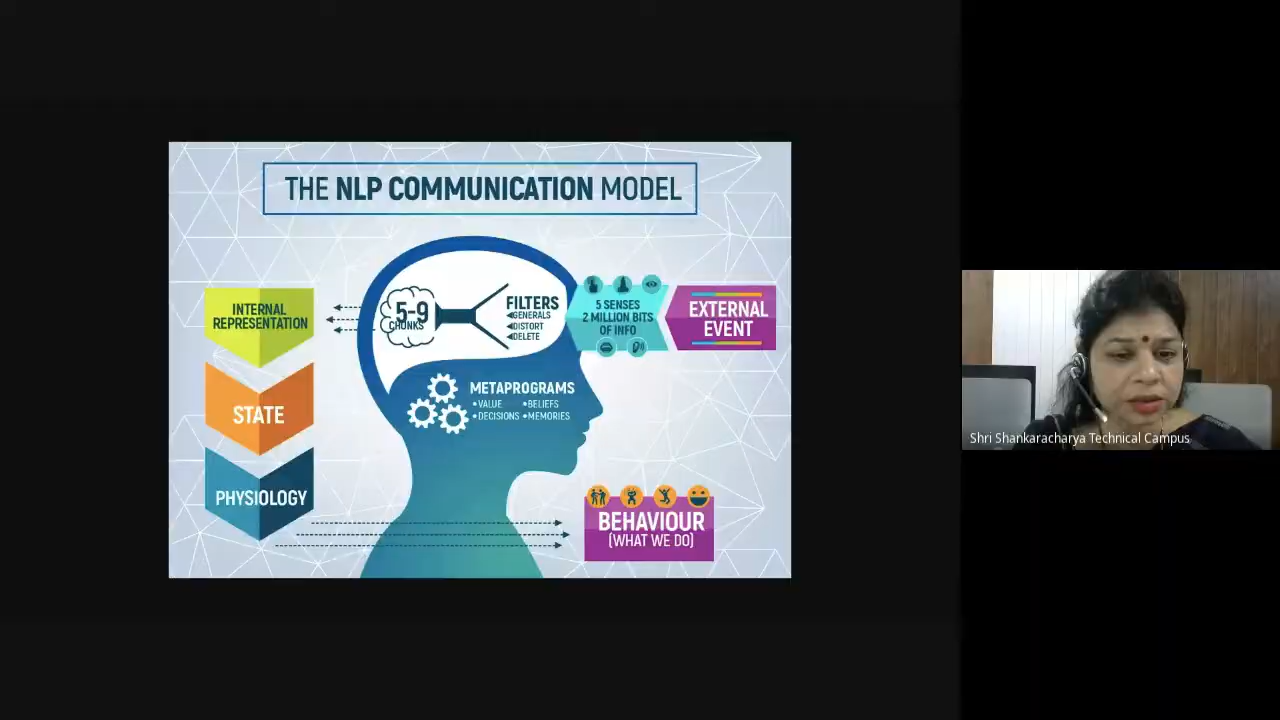 THE NLP COMMUNICATION MODEL
INTERNAL
REPRESENTATION
STATE
PHYSIOLOGY
5-9
CHUNKS
FILTERS
GENERALS
DISTORT
DELETE
METAPROGRAMS
•VALUE •BELIEFS
•DECISIONS •MEMORIES
5 SENSES
2 MILLION BITS
OF INFO
EXTERNAL
EVENT
BEHAVIOUR
(WHAT WE DO)
Shri Shankaracharya Technical Campus